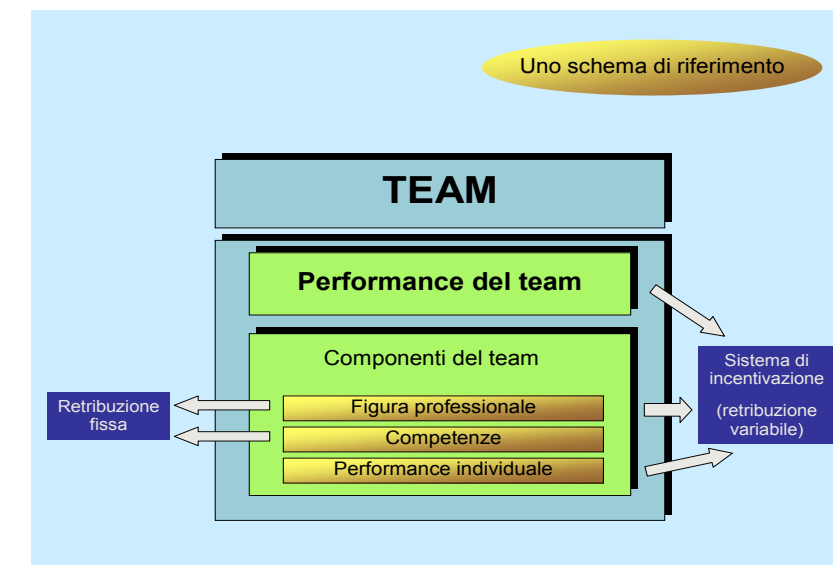 Uno schema di riferimento
TEAM
Performance del team
Componenti del team
Figura professionale
Competenze
Performance individuale
Retribuzione
fissa
Sistema di
incentivazione
(retribuzione
variabile)